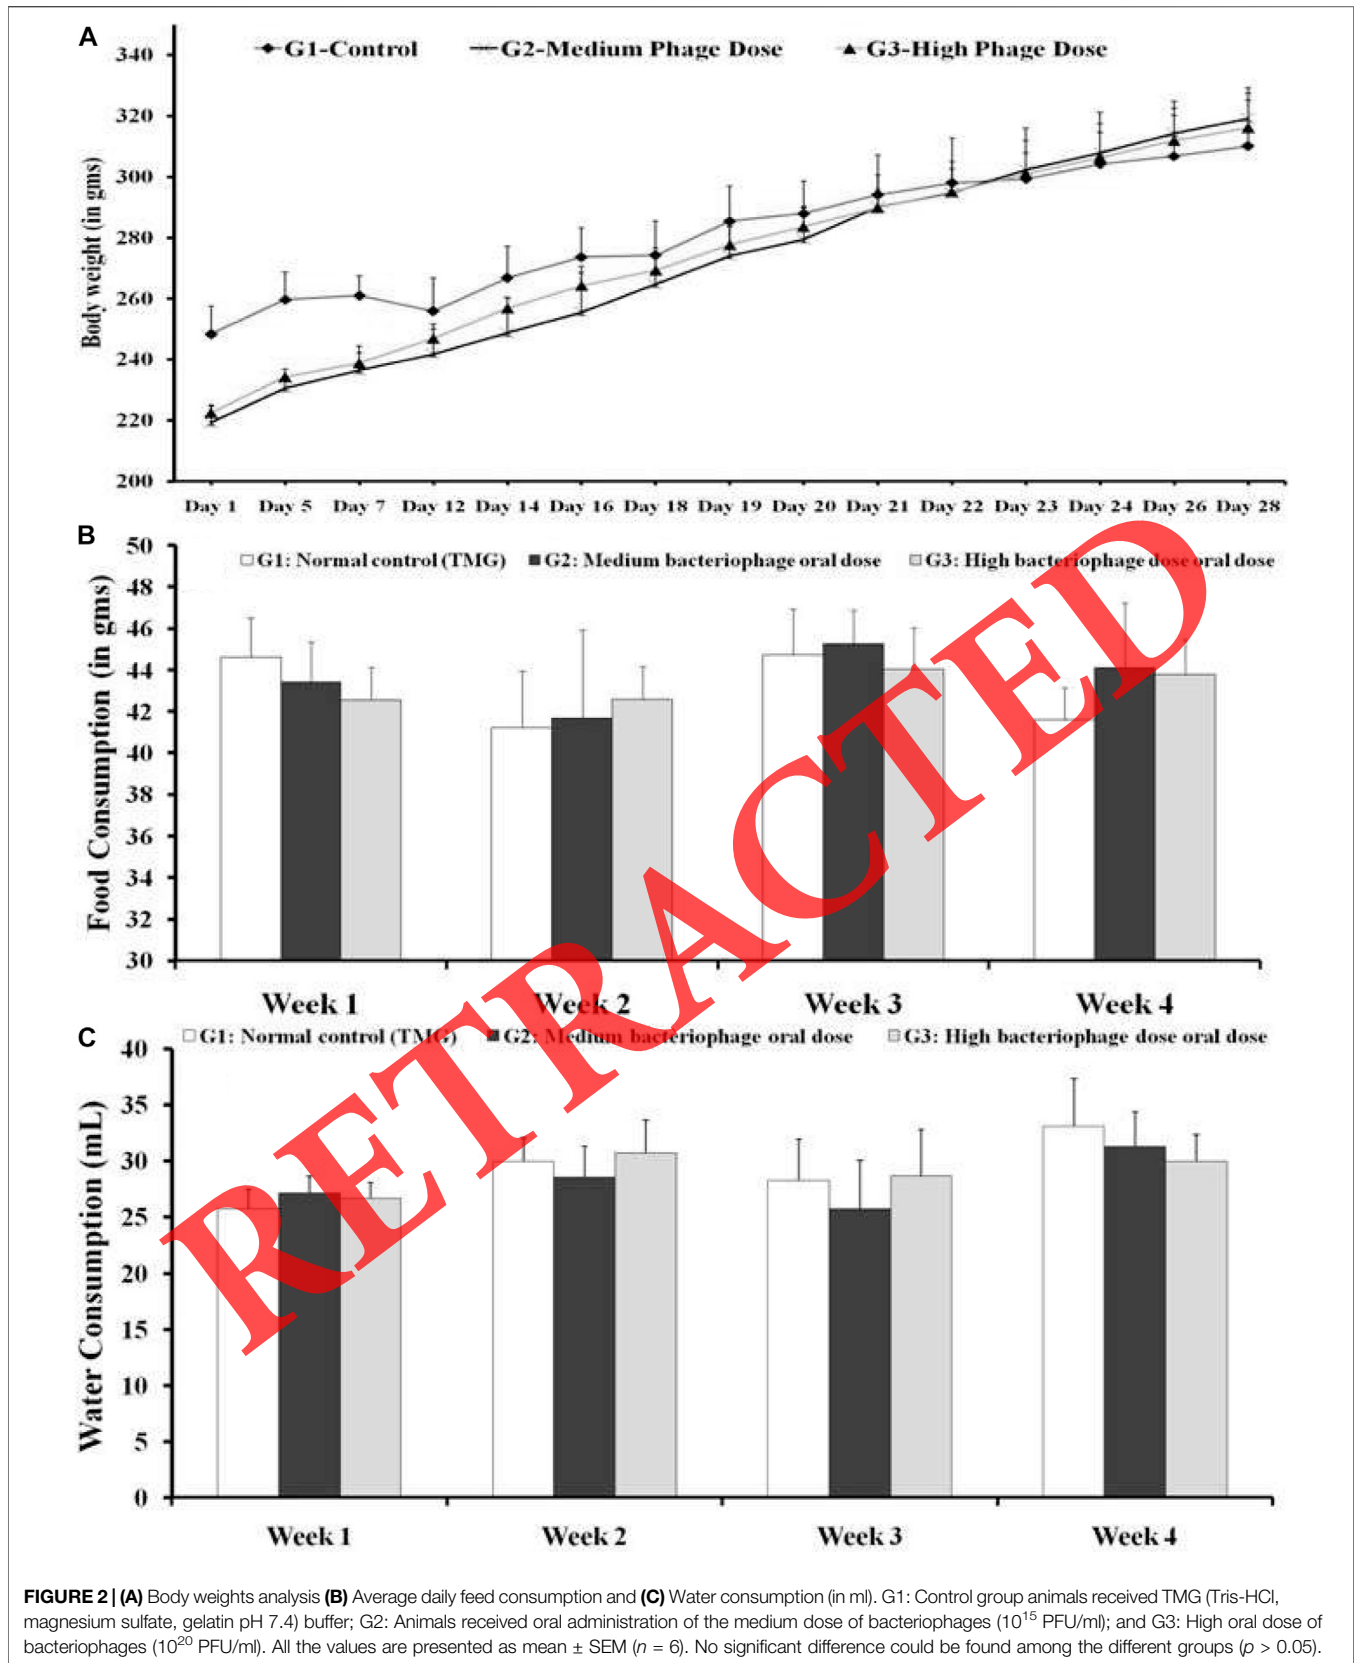 A
G1-Control G2-Medium Phage Dose G3-High Phage Dose
Body weight (in gms)
340
320
300
280
260
240
220
200
Day 1 Day 5 Day 7 Day 12 Day 14 Day 16 Day 18 Day 19 Day 20 Day 21 Day 22 Day 23 Day 24 Day 26 Day 28
B
G1: Normal control (TMG) G2: Medium bacteriophage oral dose G3: High bacteriophage dose oral dose
Food Consumption (in gms)
50
48
46
44
42
40
38
36
34
32
30
Week 1 Week 2 Week 3 Week 4
C
G1: Normal control (TMG) G2: Medium bacteriophage oral dose G3: High bacteriophage dose oral dose
Water Consumption (mL)
40
35
30
25
20
15
10
5
0
Week 1 Week 2 Week 3 Week 4
RETRACTED
FIGURE 2 | (A) Body weights analysis (B) Average daily feed consumption and (C) Water consumption (in ml). G1: Control group animals received TMG (Tris-HCl,
magnesium sulfate, gelatin pH 7.4) buffer; G2: Animals received oral administration of the medium dose of bacteriophages (10¹⁵ PFU/ml); and G3: High oral dose of
bacteriophages (10²⁰ PFU/ml). All the values are presented as mean ± SEM (n = 6). No significant difference could be found among the different groups (p > 0.05).